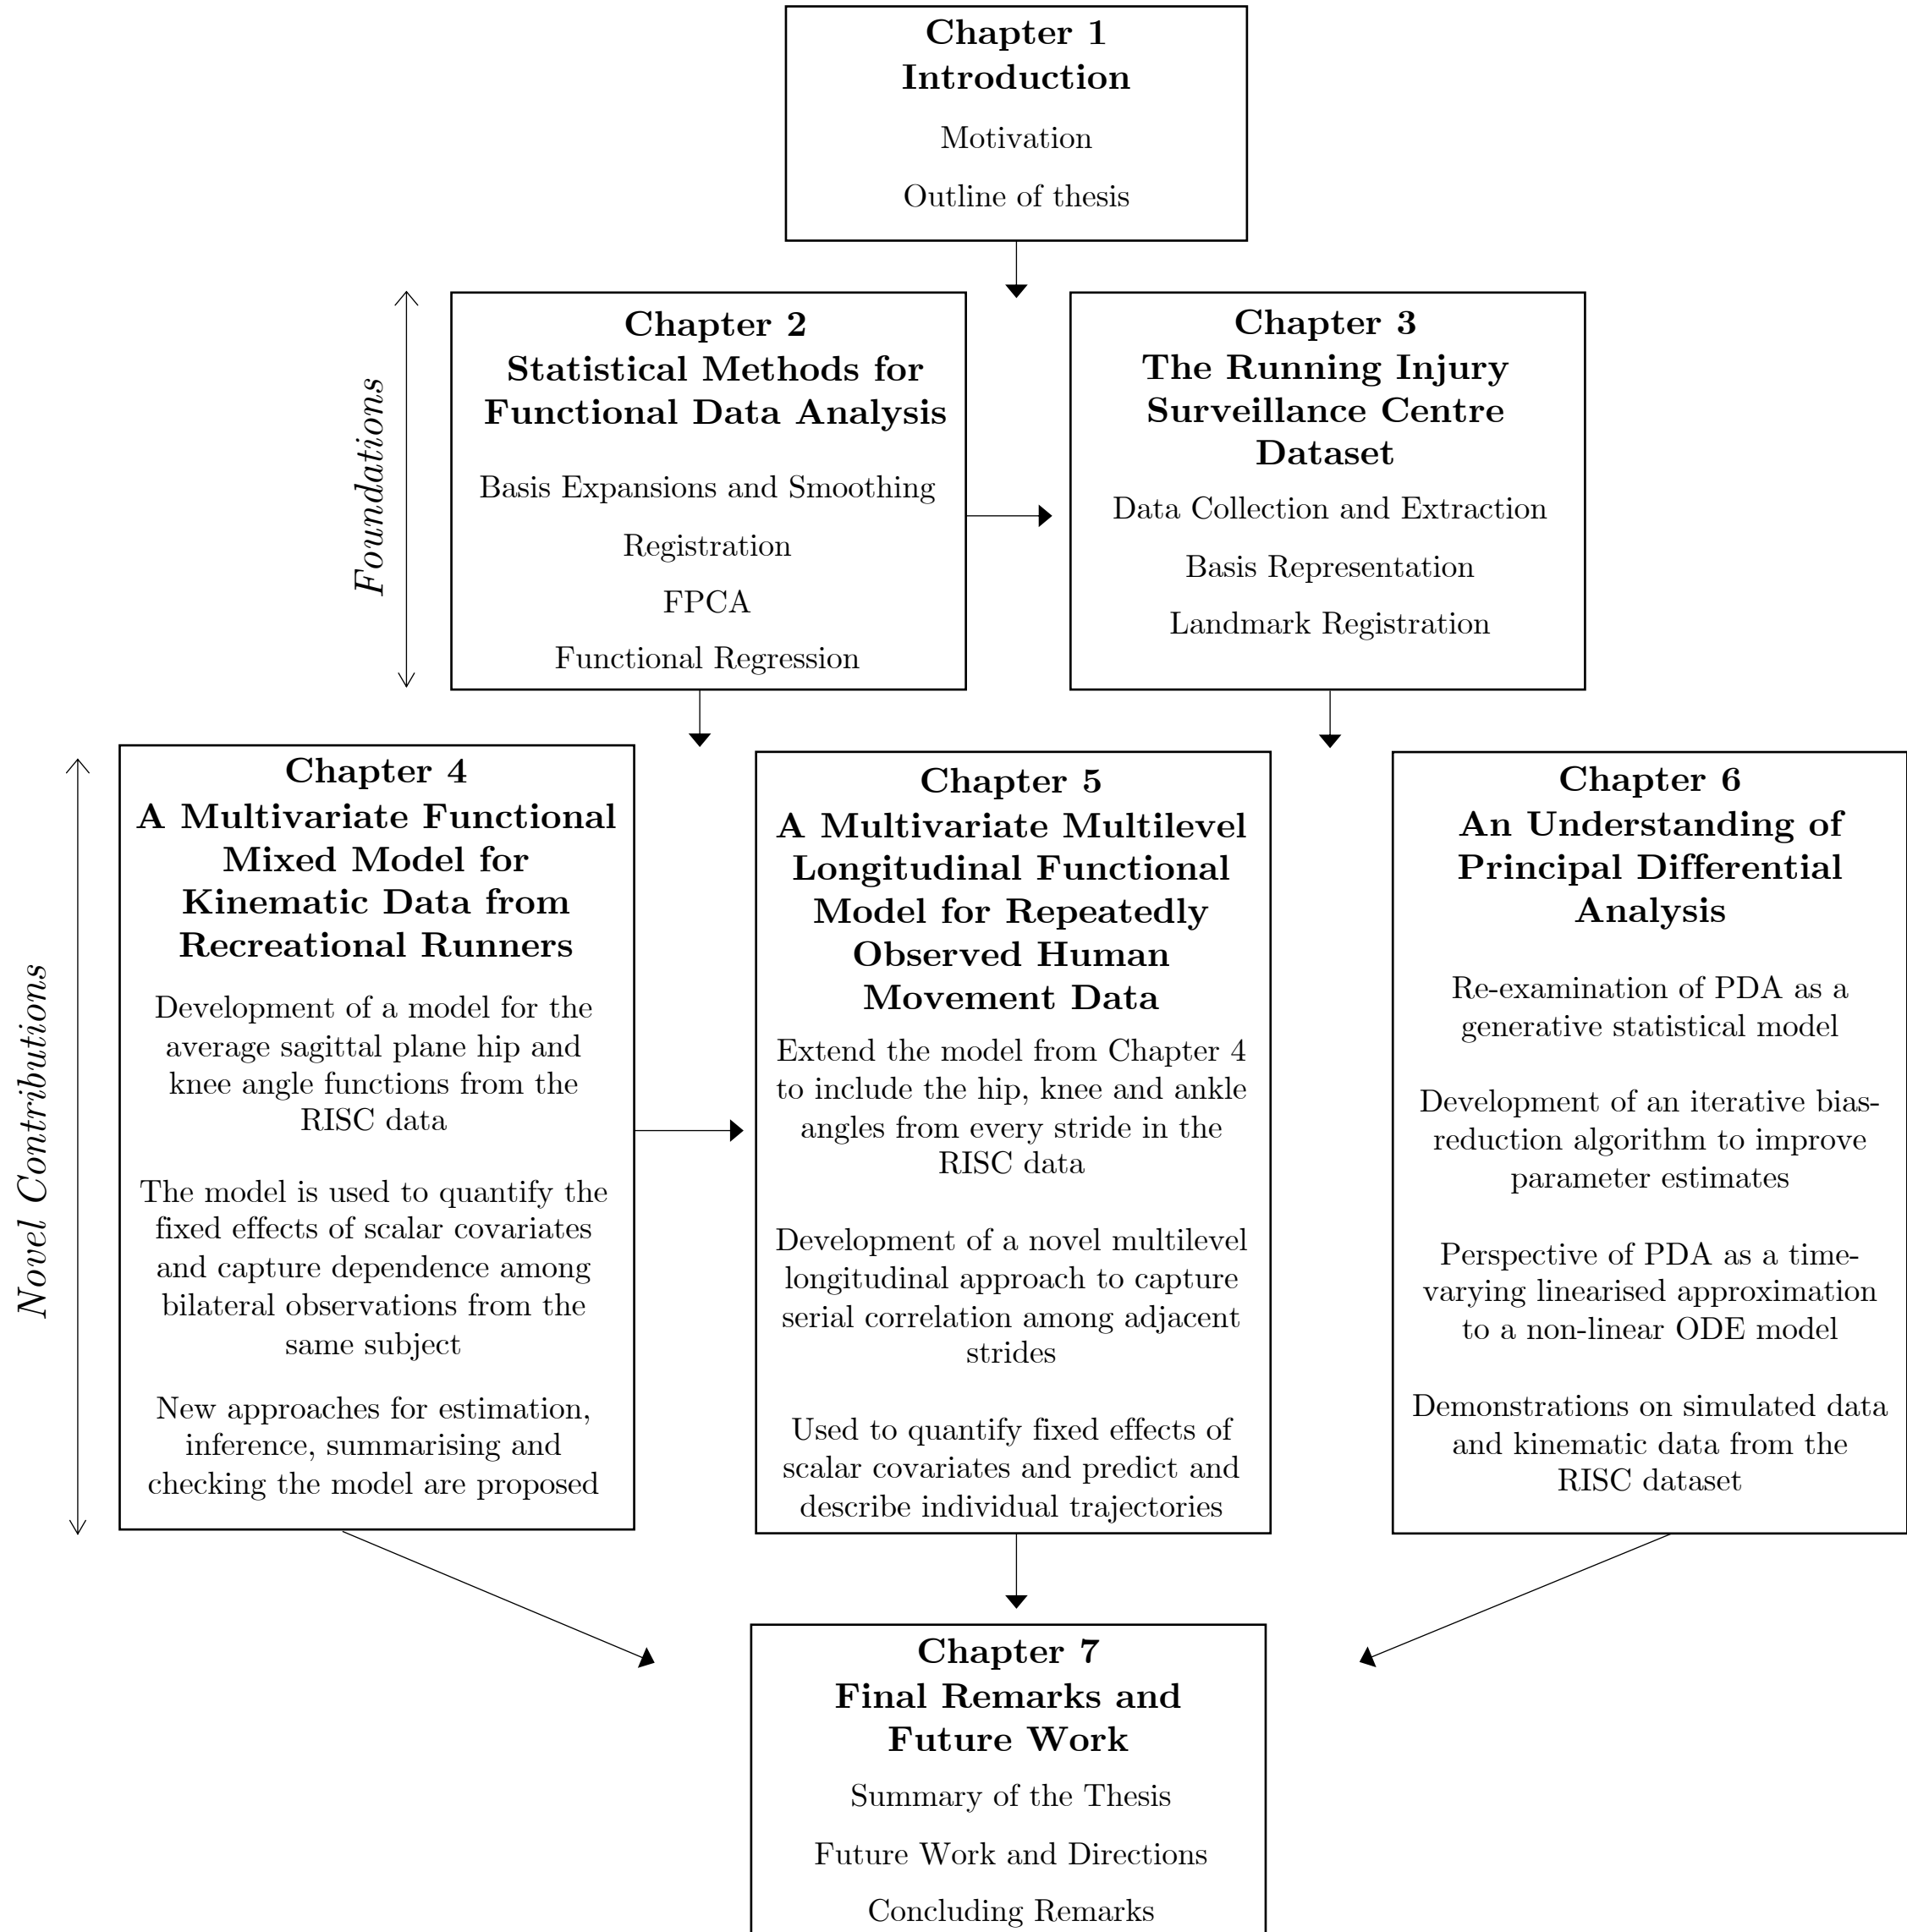 Chapter 1
Introduction
Motivation
Outline of thesis
Foundations
Chapter 2
Statistical Methods for
Functional Data Analysis
Basis Expansions and Smoothing
Registration
FPCA
Functional Regression
Chapter 3
The Running Injury
Surveillance Centre
Dataset
Data Collection and Extraction
Basis Representation
Landmark Registration
Novel Contributions
Chapter 4
A Multivariate Functional
Mixed Model for
Kinematic Data from
Recreational Runners
Development of a model for the
average sagittal plane hip and
knee angle functions from the
RISC data
The model is used to quantify the
fixed effects of scalar covariates
and capture dependence among
bilateral observations from the
same subject
New approaches for estimation,
inference, summarising and
checking the model are proposed
Chapter 5
A Multivariate Multilevel
Longitudinal Functional
Model for Repeatedly
Observed Human
Movement Data
Extend the model from Chapter 4
to include the hip, knee and ankle
angles from every stride in the
RISC data
Development of a novel multilevel
longitudinal approach to capture
serial correlation among adjacent
strides
Used to quantify fixed effects of
scalar covariates and predict and
describe individual trajectories
Chapter 6
An Understanding of
Principal Differential
Analysis
Re-examination of PDA as a
generative statistical model
Development of an iterative bias-
reduction algorithm to improve
parameter estimates
Perspective of PDA as a time-
varying linearised approximation
to a non-linear ODE model
Demonstrations on simulated data
and kinematic data from the
RISC dataset
Chapter 7
Final Remarks and
Future Work
Summary of the Thesis
Future Work and Directions
Concluding Remarks